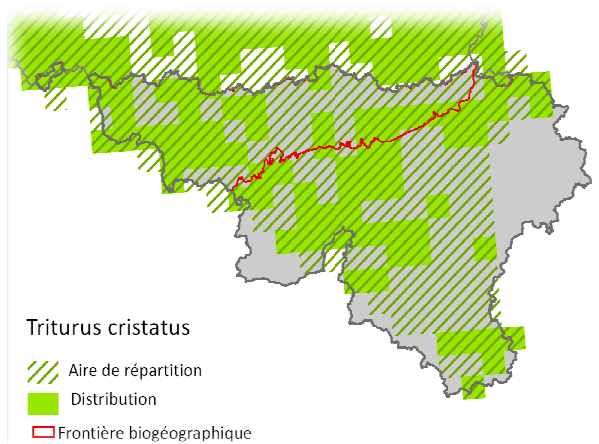 Triturus cristatus
Aire de répartition
Distribution
Frontière biogéographique